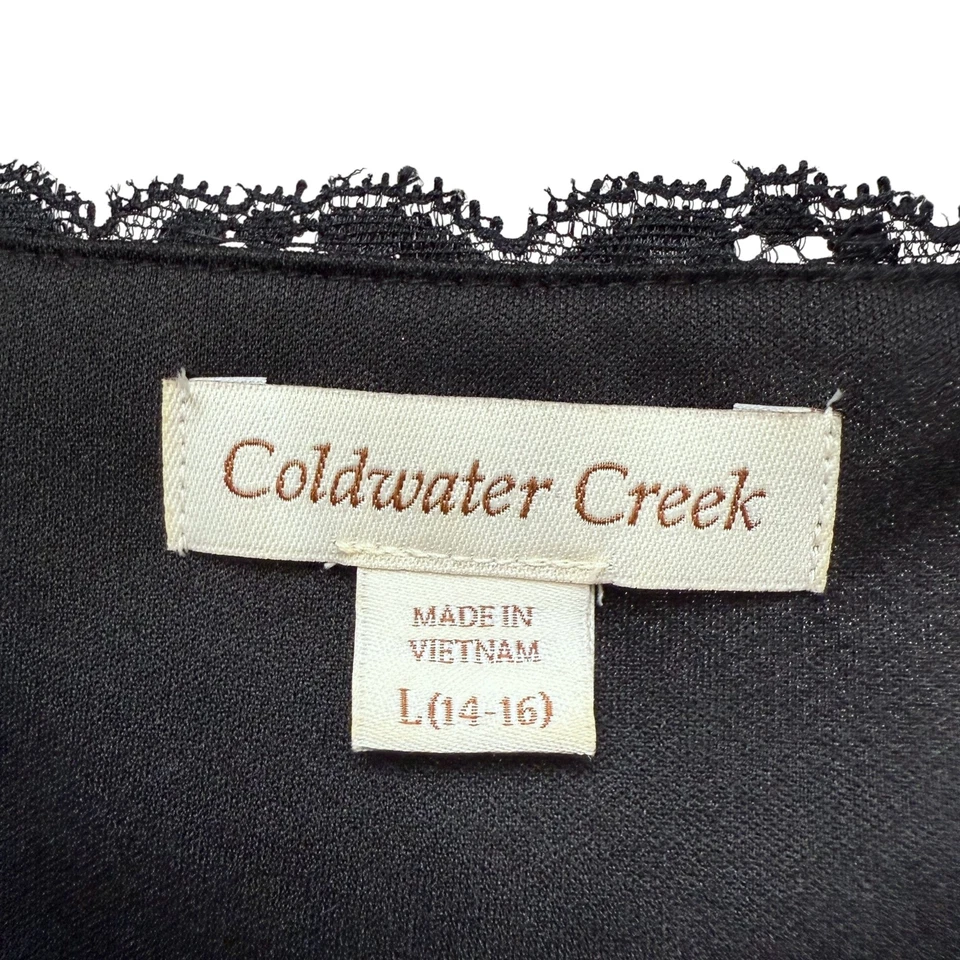 Coldwater Creek
MADE IN
VIETNAM
L(14-16)